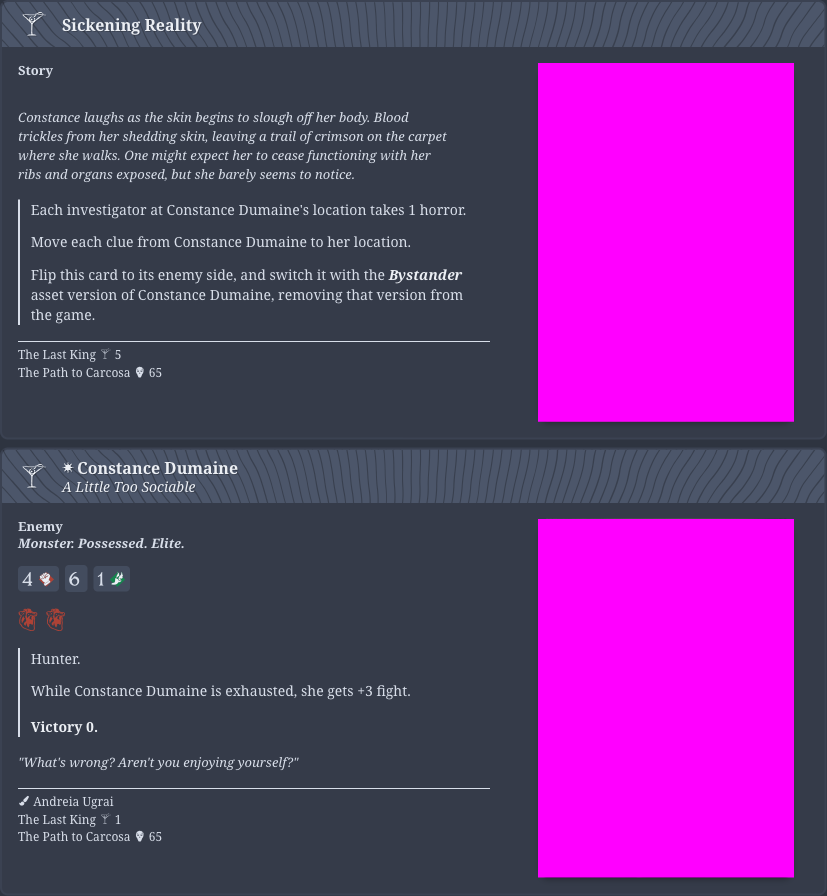 Sickening Reality
Story
Constance laughs as the skin begins to slough off her body. Blood
trickles from her shedding skin, leaving a trail of crimson on the carpet
where she walks. One might expect her to cease functioning with her
ribs and organs exposed, but she barely seems to notice.
Each investigator at Constance Dumaine's location takes 1 horror.
Move each clue from Constance Dumaine to her location.
Flip this card to its enemy side, and switch it with the Bystander
asset version of Constance Dumaine, removing that version from
the game.
The Last King 5
The Path to Carcosa 65
Constance Dumaine
A Little Too Sociable
Enemy
Monster. Possessed. Elite.
4 6 1
Hunter.
While Constance Dumaine is exhausted, she gets +3 fight.
Victory 0.
"What's wrong? Aren't you enjoying yourself?"
Andreia Ugrai
The Last King 1
The Path to Carcosa 65